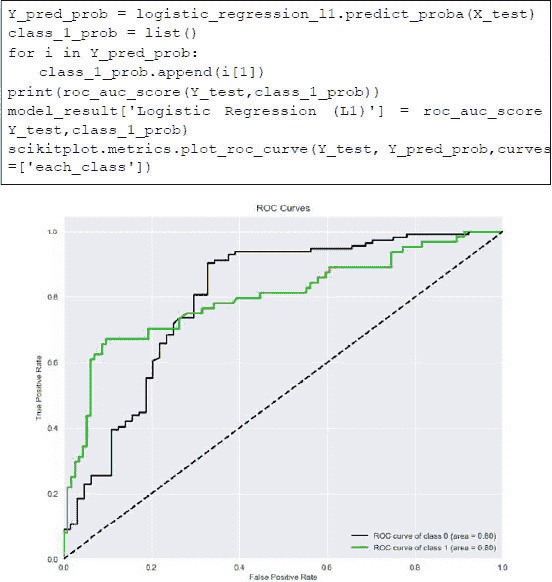 Y_pred_prob = logistic_regression_l1.predict_proba(X_test)
class_1_prob = list()
for i in Y_pred_prob:
class_1_prob.append(i[1])
print(roc_auc_score(Y_test,class_1_prob))
model_result['Logistic Regression (L1)'] = roc_auc_score
Y_test,class_1_prob)
scikitplot.metrics.plot_roc_curve(Y_test, Y_pred_prob,curves
=['each_class'])
ROC Curves
1.0
0.8
0.6
0.4
0.2
0.0
True Positive Rate
ROC curve of class 0 (area = 0.80)
ROC curve of class 1 (area = 0.80)
0.0 0.2 0.4 0.6 0.8 1.0
False Positive Rate